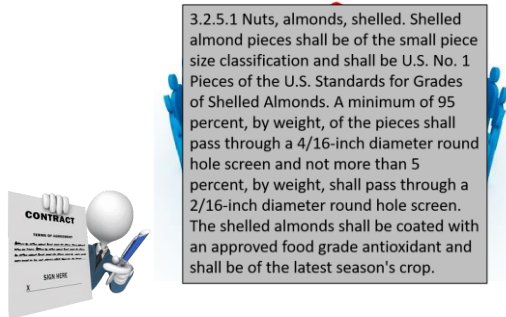 3.2.5.1 Nuts, almonds, shelled. Shelled
almond pieces shall be of the small piece
size classification and shall be U.S. No. 1
Pieces of the U.S. Standards for Grades
of Shelled Almonds. A minimum of 95
percent, by weight, of the pieces shall
pass through a 4/16-inch diameter round
hole screen and not more than 5
percent, by weight, shall pass through a
2/16-inch diameter round hole screen.
The shelled almonds shall be coated with
an approved food grade antioxidant and
shall be of the latest season's crop.
CONTRACT
TERMS OF AGREEMENT
SIGN HERE
X